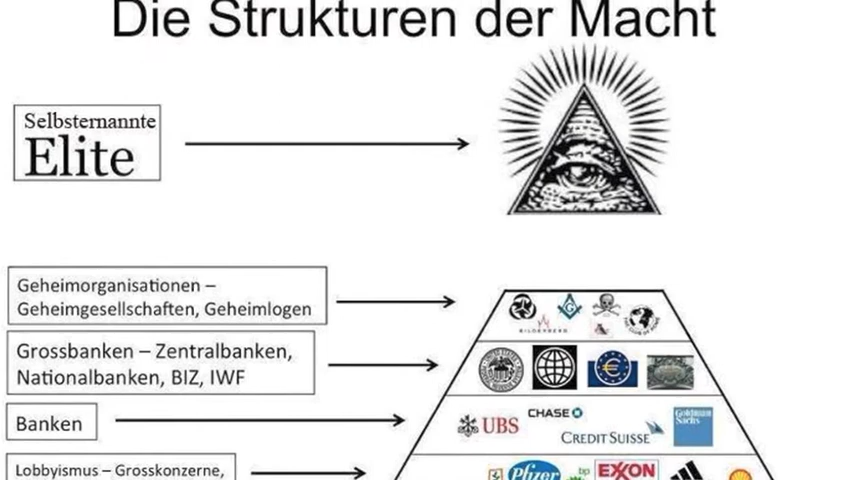 Die Strukturen der Macht
Selbsternannte
Elite
Geheimorganisationen –
Geheimgesellschaften, Geheimlogen
BILDERBERG
Grossbanken – Zentralbanken,
Nationalbanken, BIZ, IWF
Banken
UBS
CHASE
CREDIT SUISSE
Goldman
Sachs
Lobbyismus – Grosskonzerne,
Pfizer
bp
EXXON